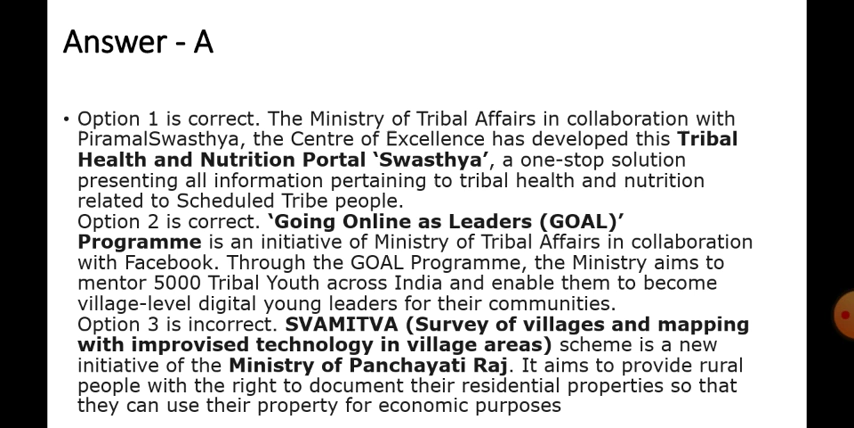 Answer - A
• Option 1 is correct. The Ministry of Tribal Affairs in collaboration with
PiramalSwasthya, the Centre of Excellence has developed this Tribal
Health and Nutrition Portal ‘Swasthya’, a one-stop solution
presenting all information pertaining to tribal health and nutrition
related to Scheduled Tribe people.
Option 2 is correct. ‘Going Online as Leaders (GOAL)’
Programme is an initiative of Ministry of Tribal Affairs in collaboration
with Facebook. Through the GOAL Programme, the Ministry aims to
mentor 5000 Tribal Youth across India and enable them to become
village-level digital young leaders for their communities.
Option 3 is incorrect. SVAMITVA (Survey of villages and mapping
with improvised technology in village areas) scheme is a new
initiative of the Ministry of Panchayati Raj. It aims to provide rural
people with the right to document their residential properties so that
they can use their property for economic purposes